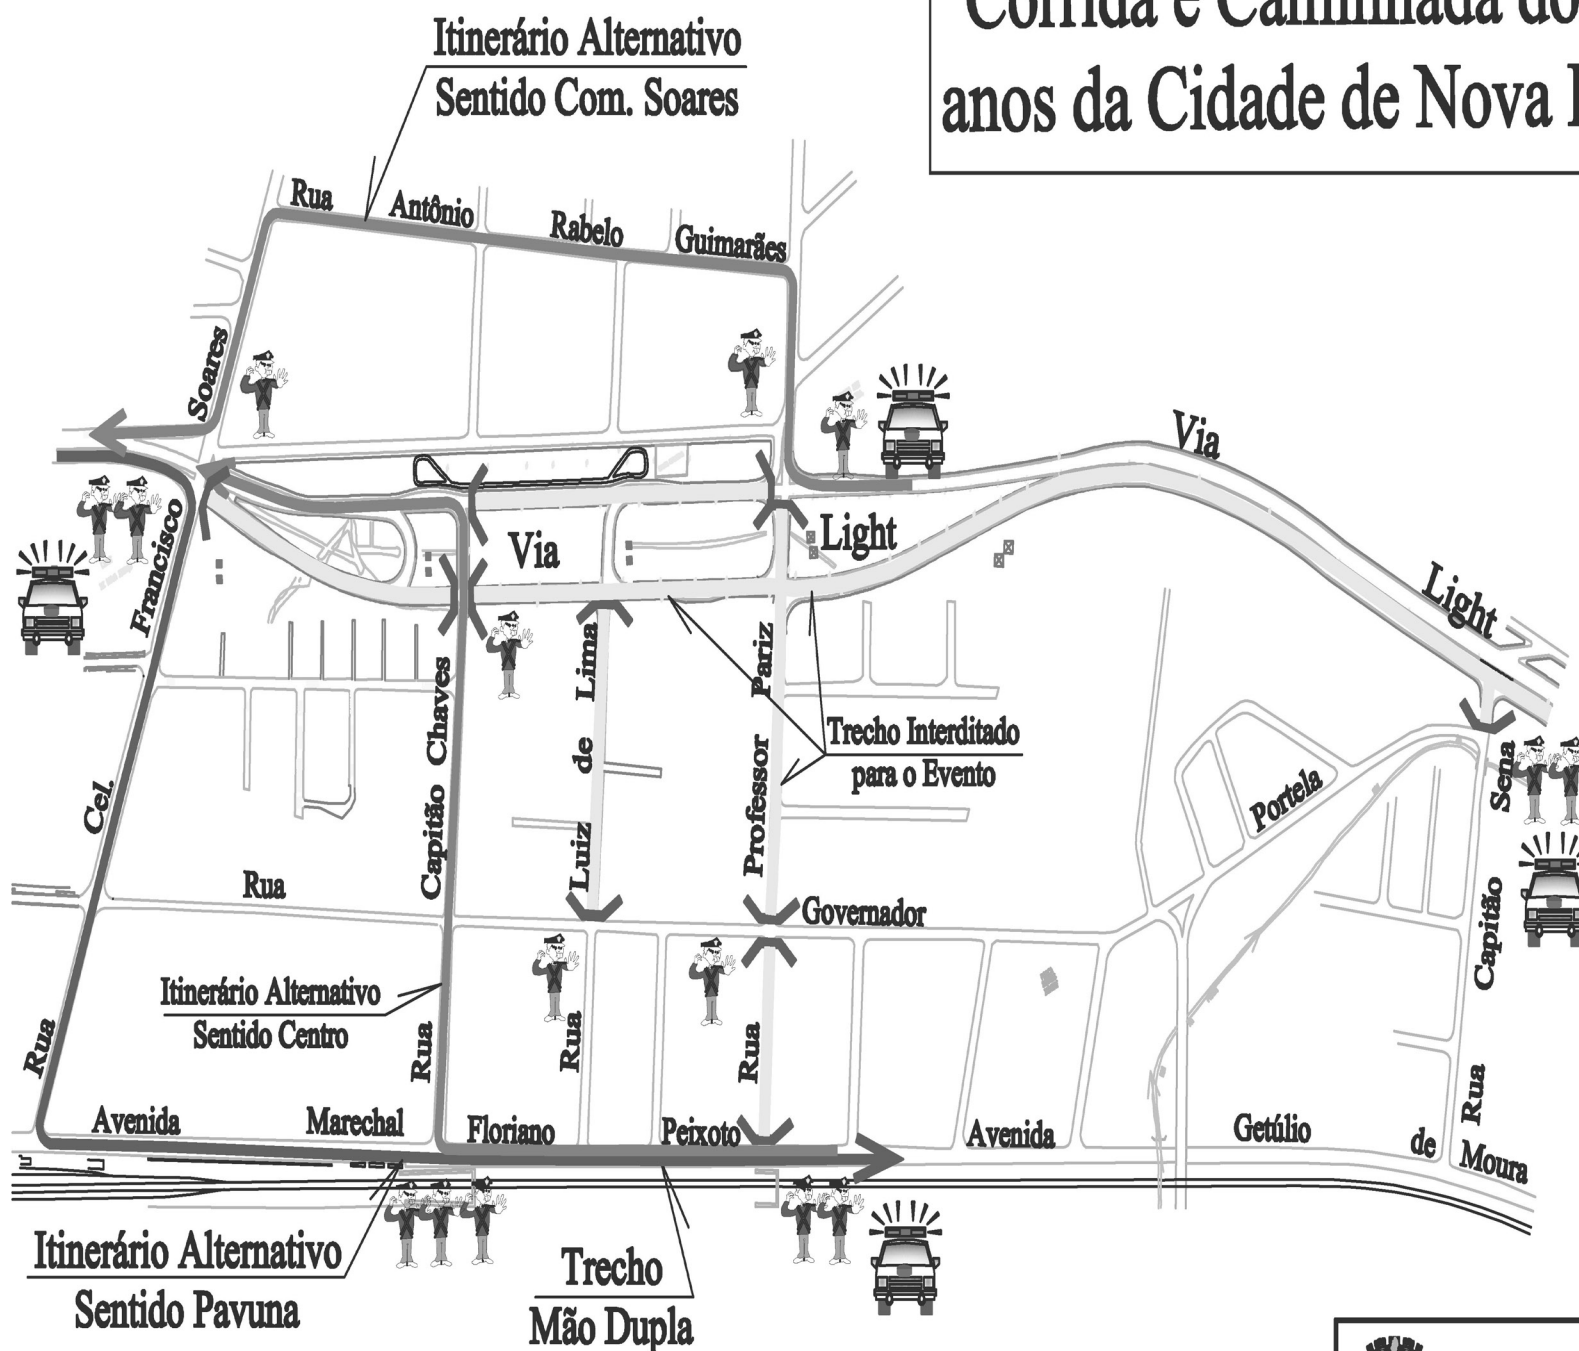 Corrida e Caminhada do
anos da Cidade de Nova
Itinerário Alternativo
Sentido Com. Soares
Rua Antônio Rabelo Guimarães
Soares
Via
Francisco
Via Light
Light
Lima
Pariz
Chaves
Trecho Interditado
para o Evento
de
Professor
Sena
Portela
Cel.
Capitão
Luiz
Rua
Governador
Capitão
Itinerário Alternativo
Sentido Centro
Rua
Rua
Rua
Rua
Rua
Avenida Marechal Floriano Peixoto
Avenida Getúlio de Moura
Itinerário Alternativo
Sentido Pavuna
Trecho
Mão Dupla